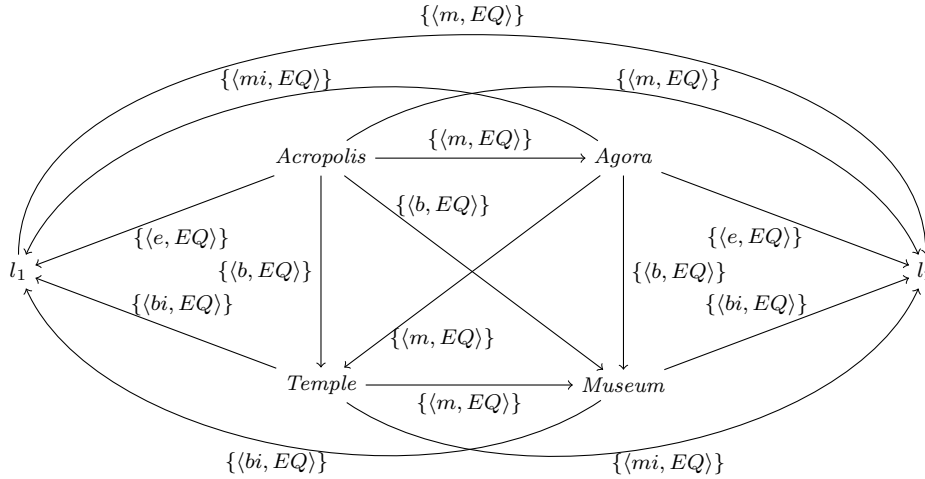 {⟨m, EQ⟩}
{⟨mi, EQ⟩}
{⟨m, EQ⟩}
{⟨m, EQ⟩}
Acropolis
Agora
{⟨b, EQ⟩}
{⟨e, EQ⟩}
{⟨e, EQ⟩}
l₁
{⟨b, EQ⟩}
{⟨b, EQ⟩}
l
{⟨bi, EQ⟩}
{⟨bi, EQ⟩}
{⟨m, EQ⟩}
Temple
Museum
{⟨m, EQ⟩}
{⟨bi, EQ⟩}
{⟨mi, EQ⟩}